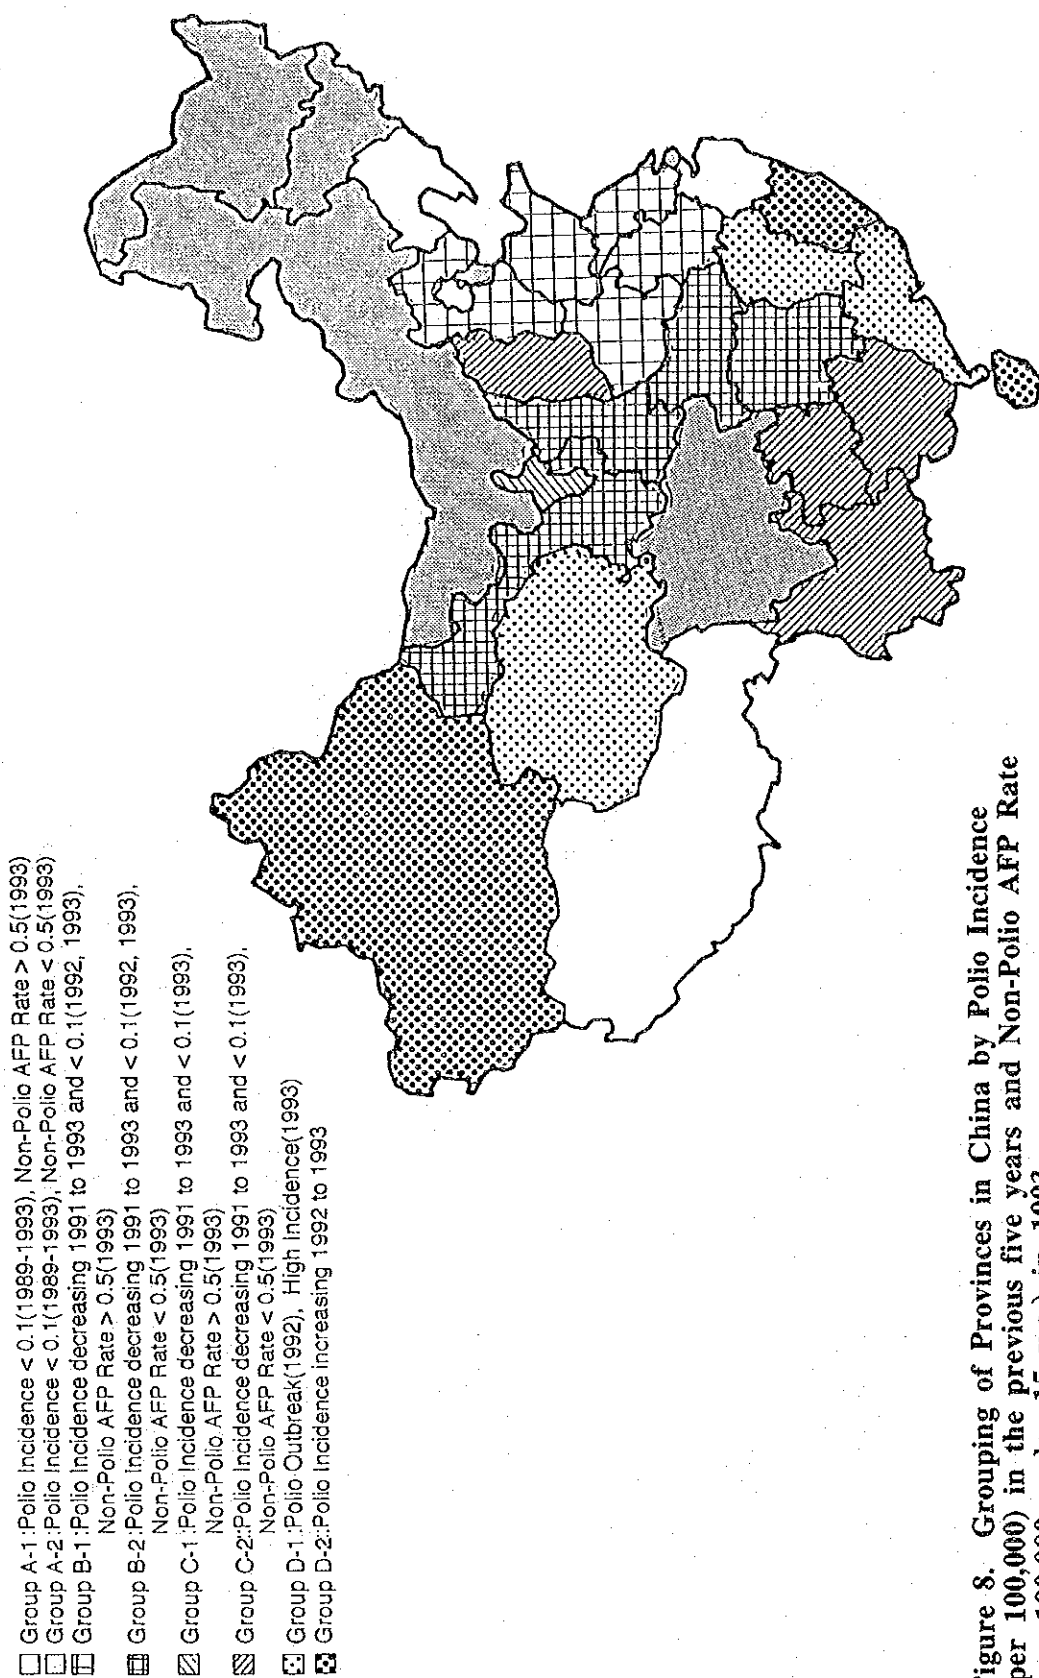 Group A-1:Polio Incidence < 0.1(1989-1993), Non-Polio AFP Rate > 0.5(1993)
Group A-2:Polio Incidence < 0.1(1989-1993), Non-Polio AFP Rate < 0.5(1993)
Group B-1:Polio Incidence decreasing 1991 to 1993 and < 0.1(1992, 1993),
Non-Polio AFP Rate > 0.5(1993)
Group B-2:Polio Incidence decreasing 1991 to 1993 and < 0.1(1992, 1993),
Non-Polio AFP Rate < 0.5(1993)
Group C-1:Polio Incidence decreasing 1991 to 1993 and < 0.1(1993),
Non-Polio AFP Rate > 0.5(1993)
Group C-2:Polio Incidence decreasing 1991 to 1993 and < 0.1(1993),
Non-Polio AFP Rate < 0.5(1993)
Group D-1:Polio Outbreak(1992), High Incidence(1993)
Group D-2:Polio Incidence Increasing 1992 to 1993
Figure 8. Grouping of Provinces in China by Polio Incidence
per 100,000) in the previous five years and Non-Polio AFP Rate
100,000 15 in 1993